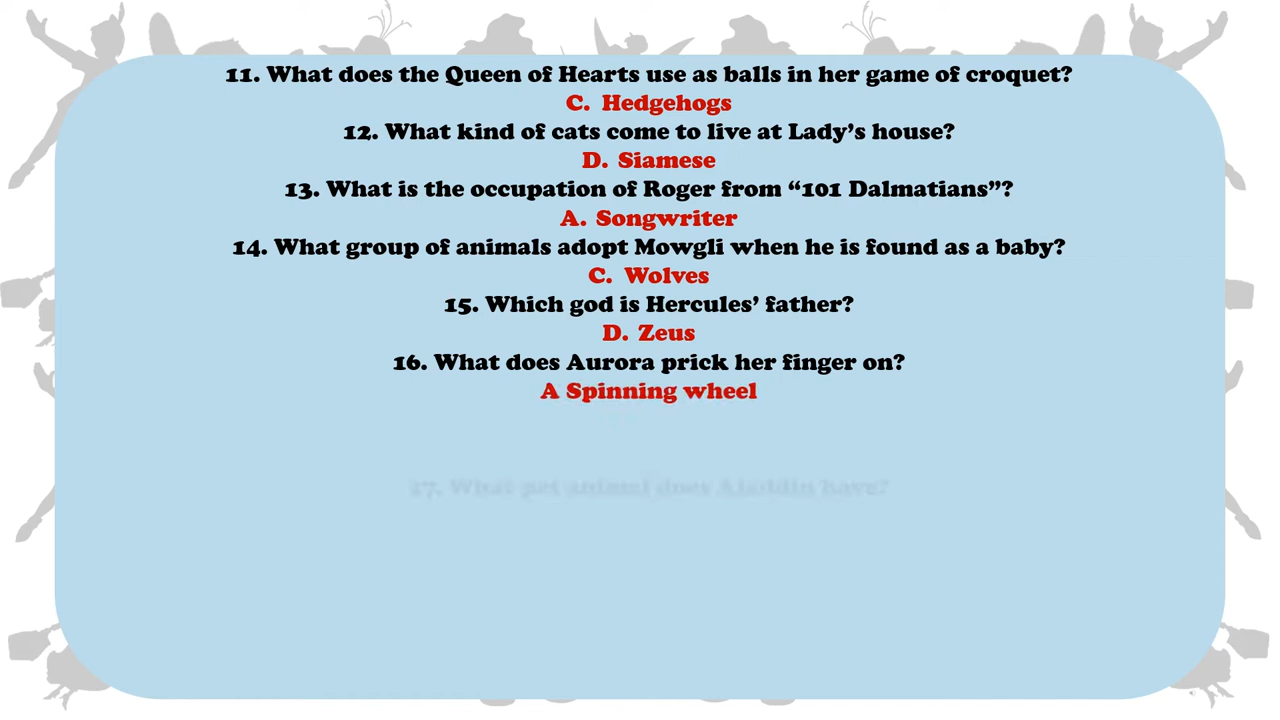 11. What does the Queen of Hearts use as balls in her game of croquet?
C. Hedgehogs
12. What kind of cats come to live at Lady’s house?
D. Siamese
13. What is the occupation of Roger from “101 Dalmatians”?
A. Songwriter
14. What group of animals adopt Mowgli when he is found as a baby?
C. Wolves
15. Which god is Hercules’ father?
D. Zeus
16. What does Aurora prick her finger on?
A Spinning wheel
What pet animal does Aladdin have?